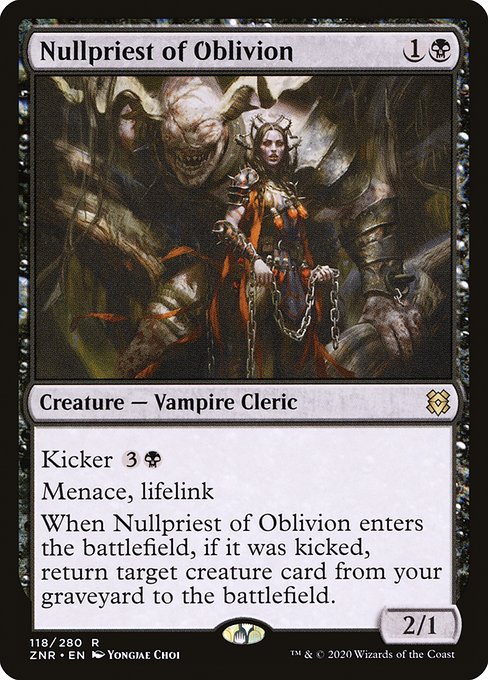 Nullpriest of Oblivion 1
Creature — Vampire Cleric
Kicker 3
Menace, lifelink
When Nullpriest of Oblivion enters
the battlefield, if it was kicked,
return target creature card from your
graveyard to the battlefield.
2/1
118/280 R
ZNR • EN Yongjae Choi
™ & © 2020 Wizards of the Coast